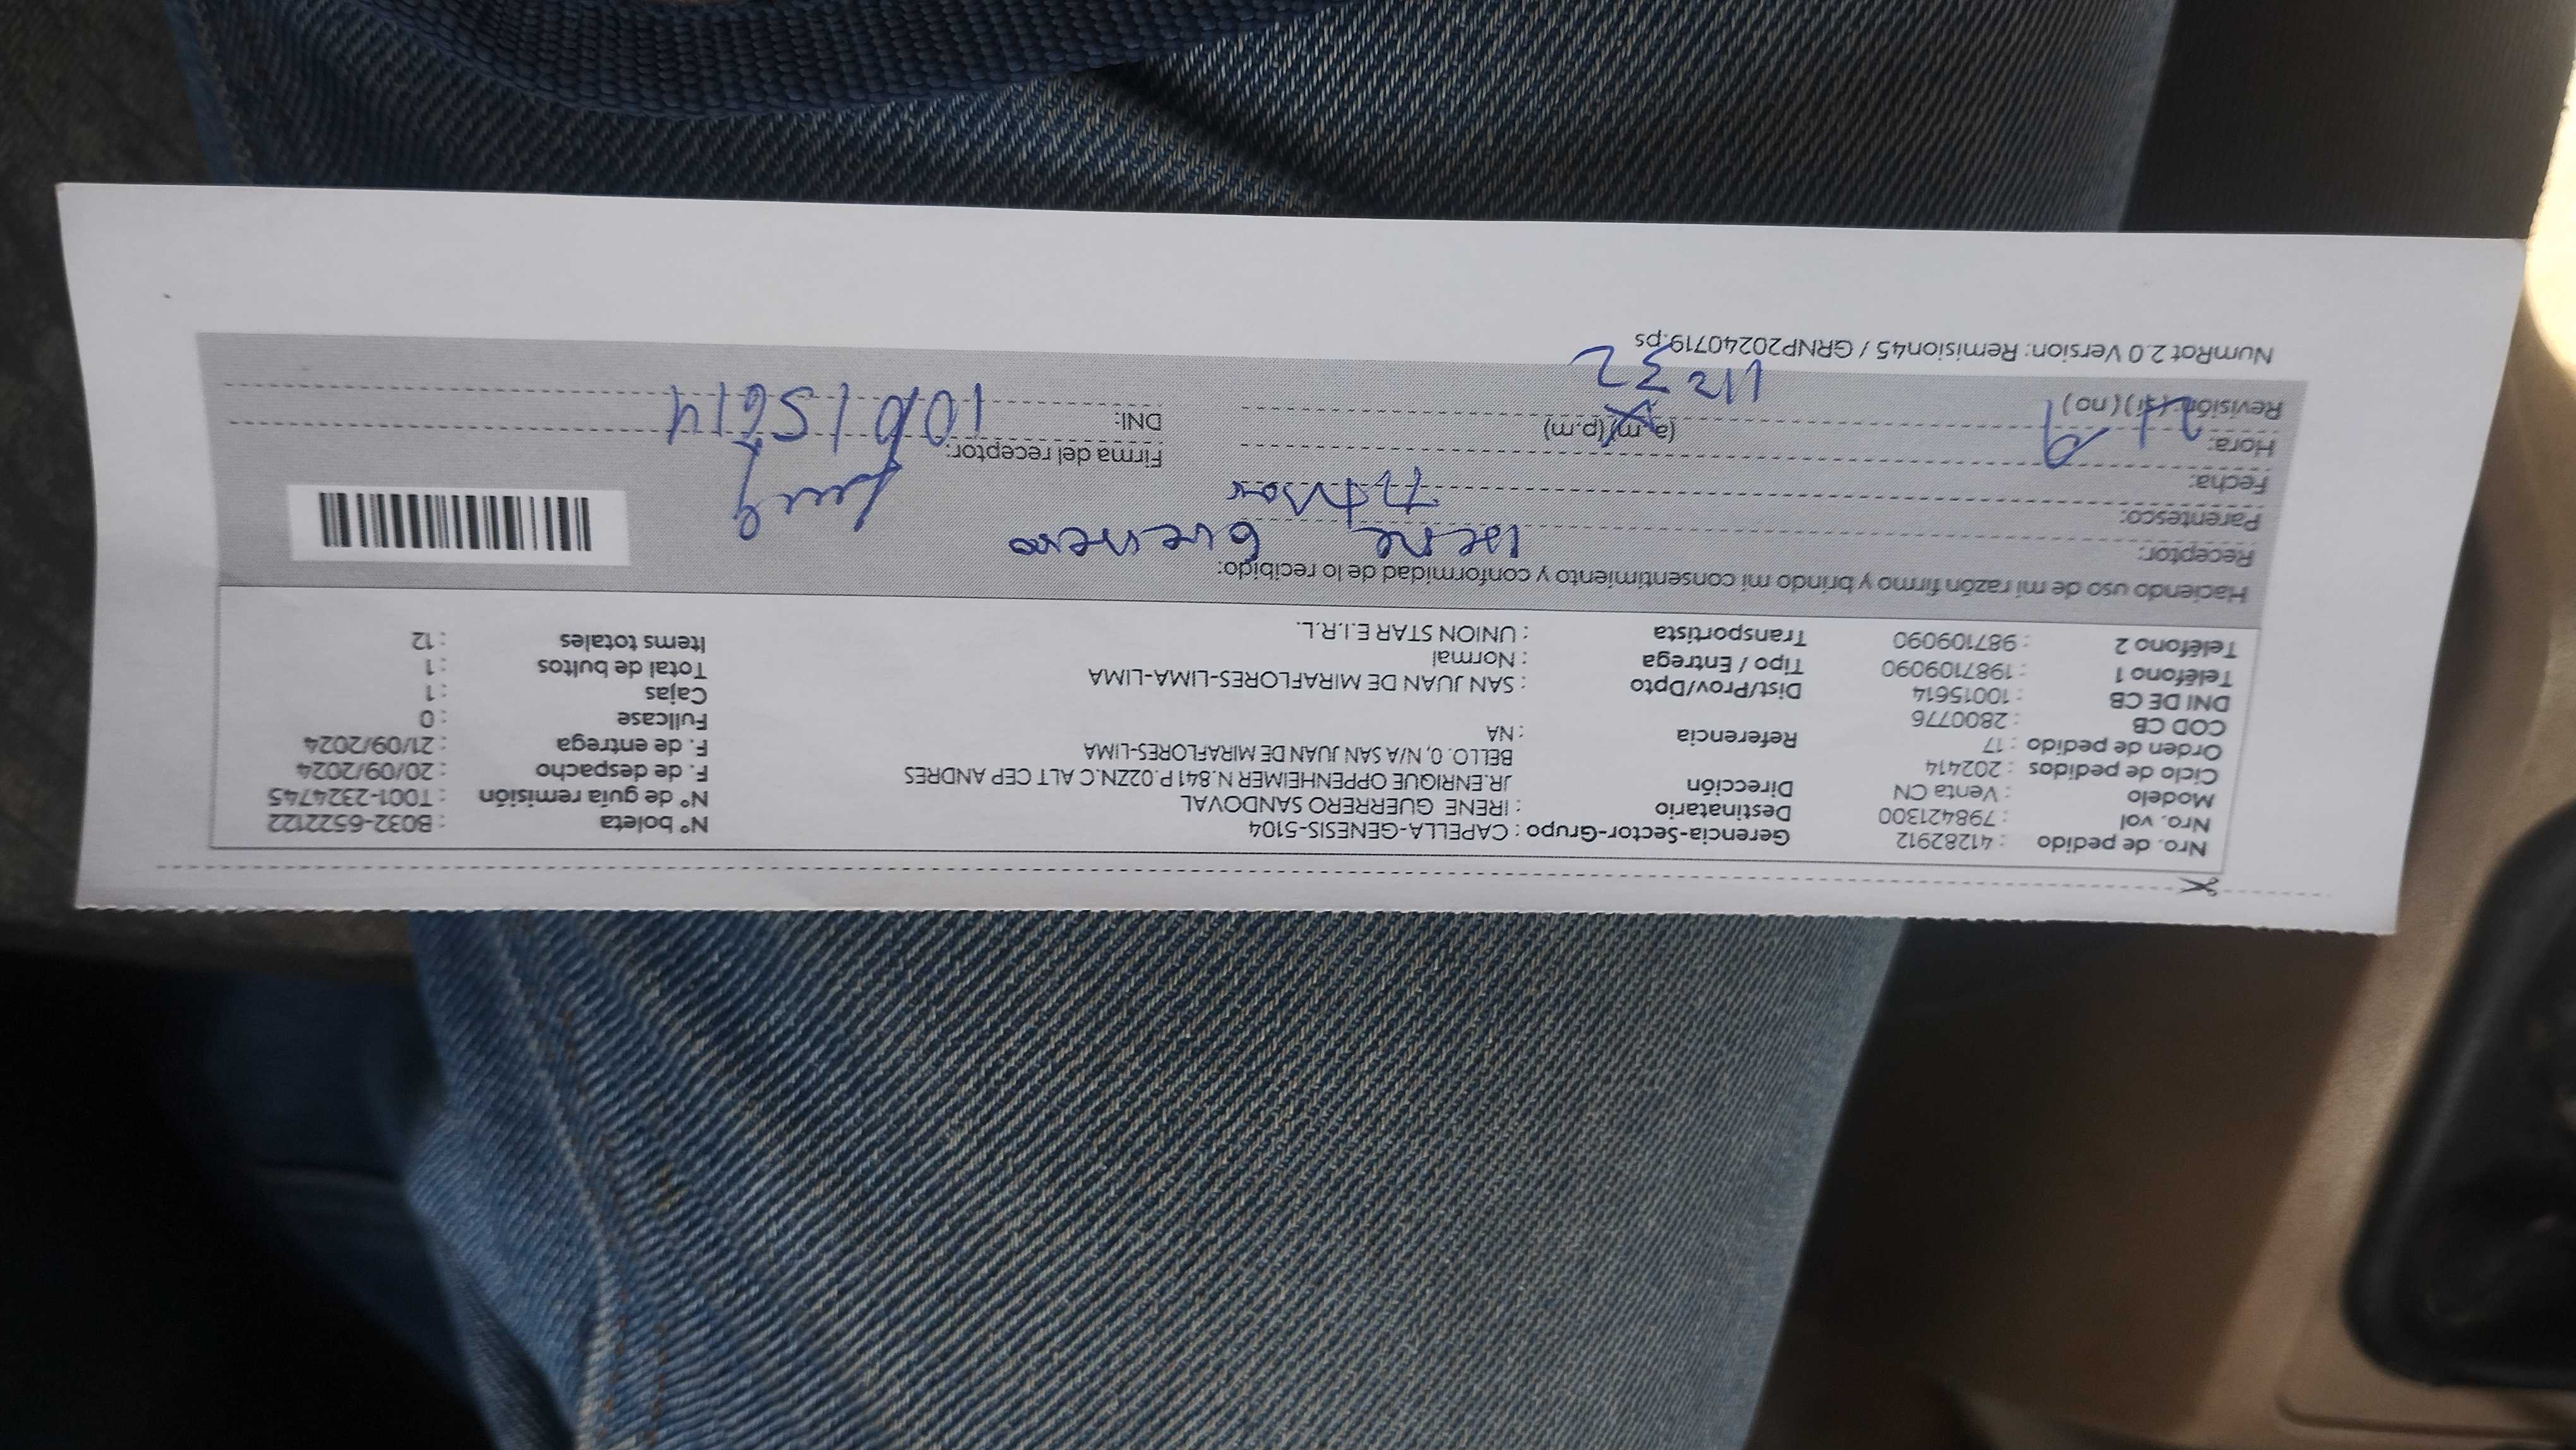 Nro. de pedido : 41282912 Gerencia-Sector-Grupo : CAPELLA-GENESIS-5104 N° boleta : B032-6522122
Nro. vol : 798421300 Destinatario : IRENE GUERRERO SANDOVAL N° de guía remisión : T001-2324745
Modelo : Venta CN Dirección JR.ENRIQUE OPPENHEIMER N.841 P.02ZN.C ALT CEP ANDRES F. de despacho : 20/09/2024
Ciclo de pedidos : 202414 BELLO. 0, N/A SAN JUAN DE MIRAFLORES-LIMA F. de entrega : 21/09/2024
Orden de pedido : 17 Referencia : NA Fullcase : 0
COD CB : 2800776 Cajas : 1
DNI DE CB : 10015614 Dist/Prov/Dpto : SAN JUAN DE MIRAFLORES-LIMA-LIMA Total de bultos : 1
Teléfono 1 : 1987109090 Tipo / Entrega : Normal Items totales : 12
Teléfono 2 : 987109090 Transportista : UNION STAR E.I.R.L.
Haciendo uso de mi razón firmo y brindo mi consentimiento y conformidad de lo recibido:
Receptor: Irene Guerrero
Parentesco:
Fecha: Firma del receptor:
Hora: (a.m)(p.m) DNI: 10015614
Revisión: (si) (no) 12 32
NumRot 2.0 Version: Remision45 / GRNP20240719.ps